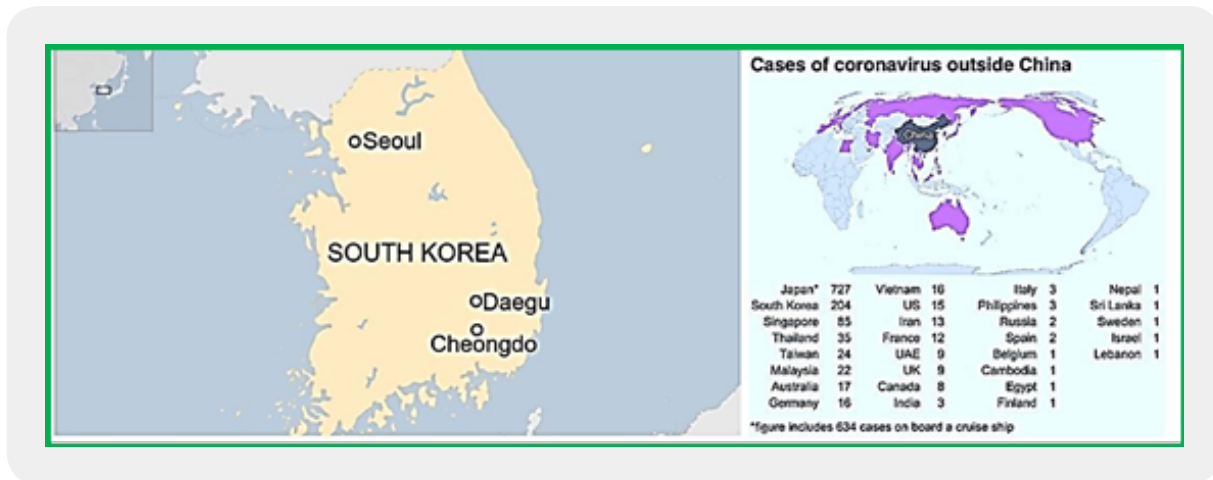 Seoul
SOUTH KOREA
Daegu
Cheongdo
Cases of coronavirus outside China
China
Japan* 727 Vietnam 16 Italy 3 Nepal 1
South Korea 204 US 15 Philippines 3 Sri Lanka 1
Singapore 85 Iran 13 Russia 2 Sweden 1
Thailand 35 France 12 Spain 2 Israel 1
Taiwan 24 UAE 9 Belgium 1 Lebanon 1
Malaysia 22 UK 9 Cambodia 1
Australia 17 Canada 8 Egypt 1
Germany 16 India 3 Finland 1
*figure includes 634 cases on board a cruise ship